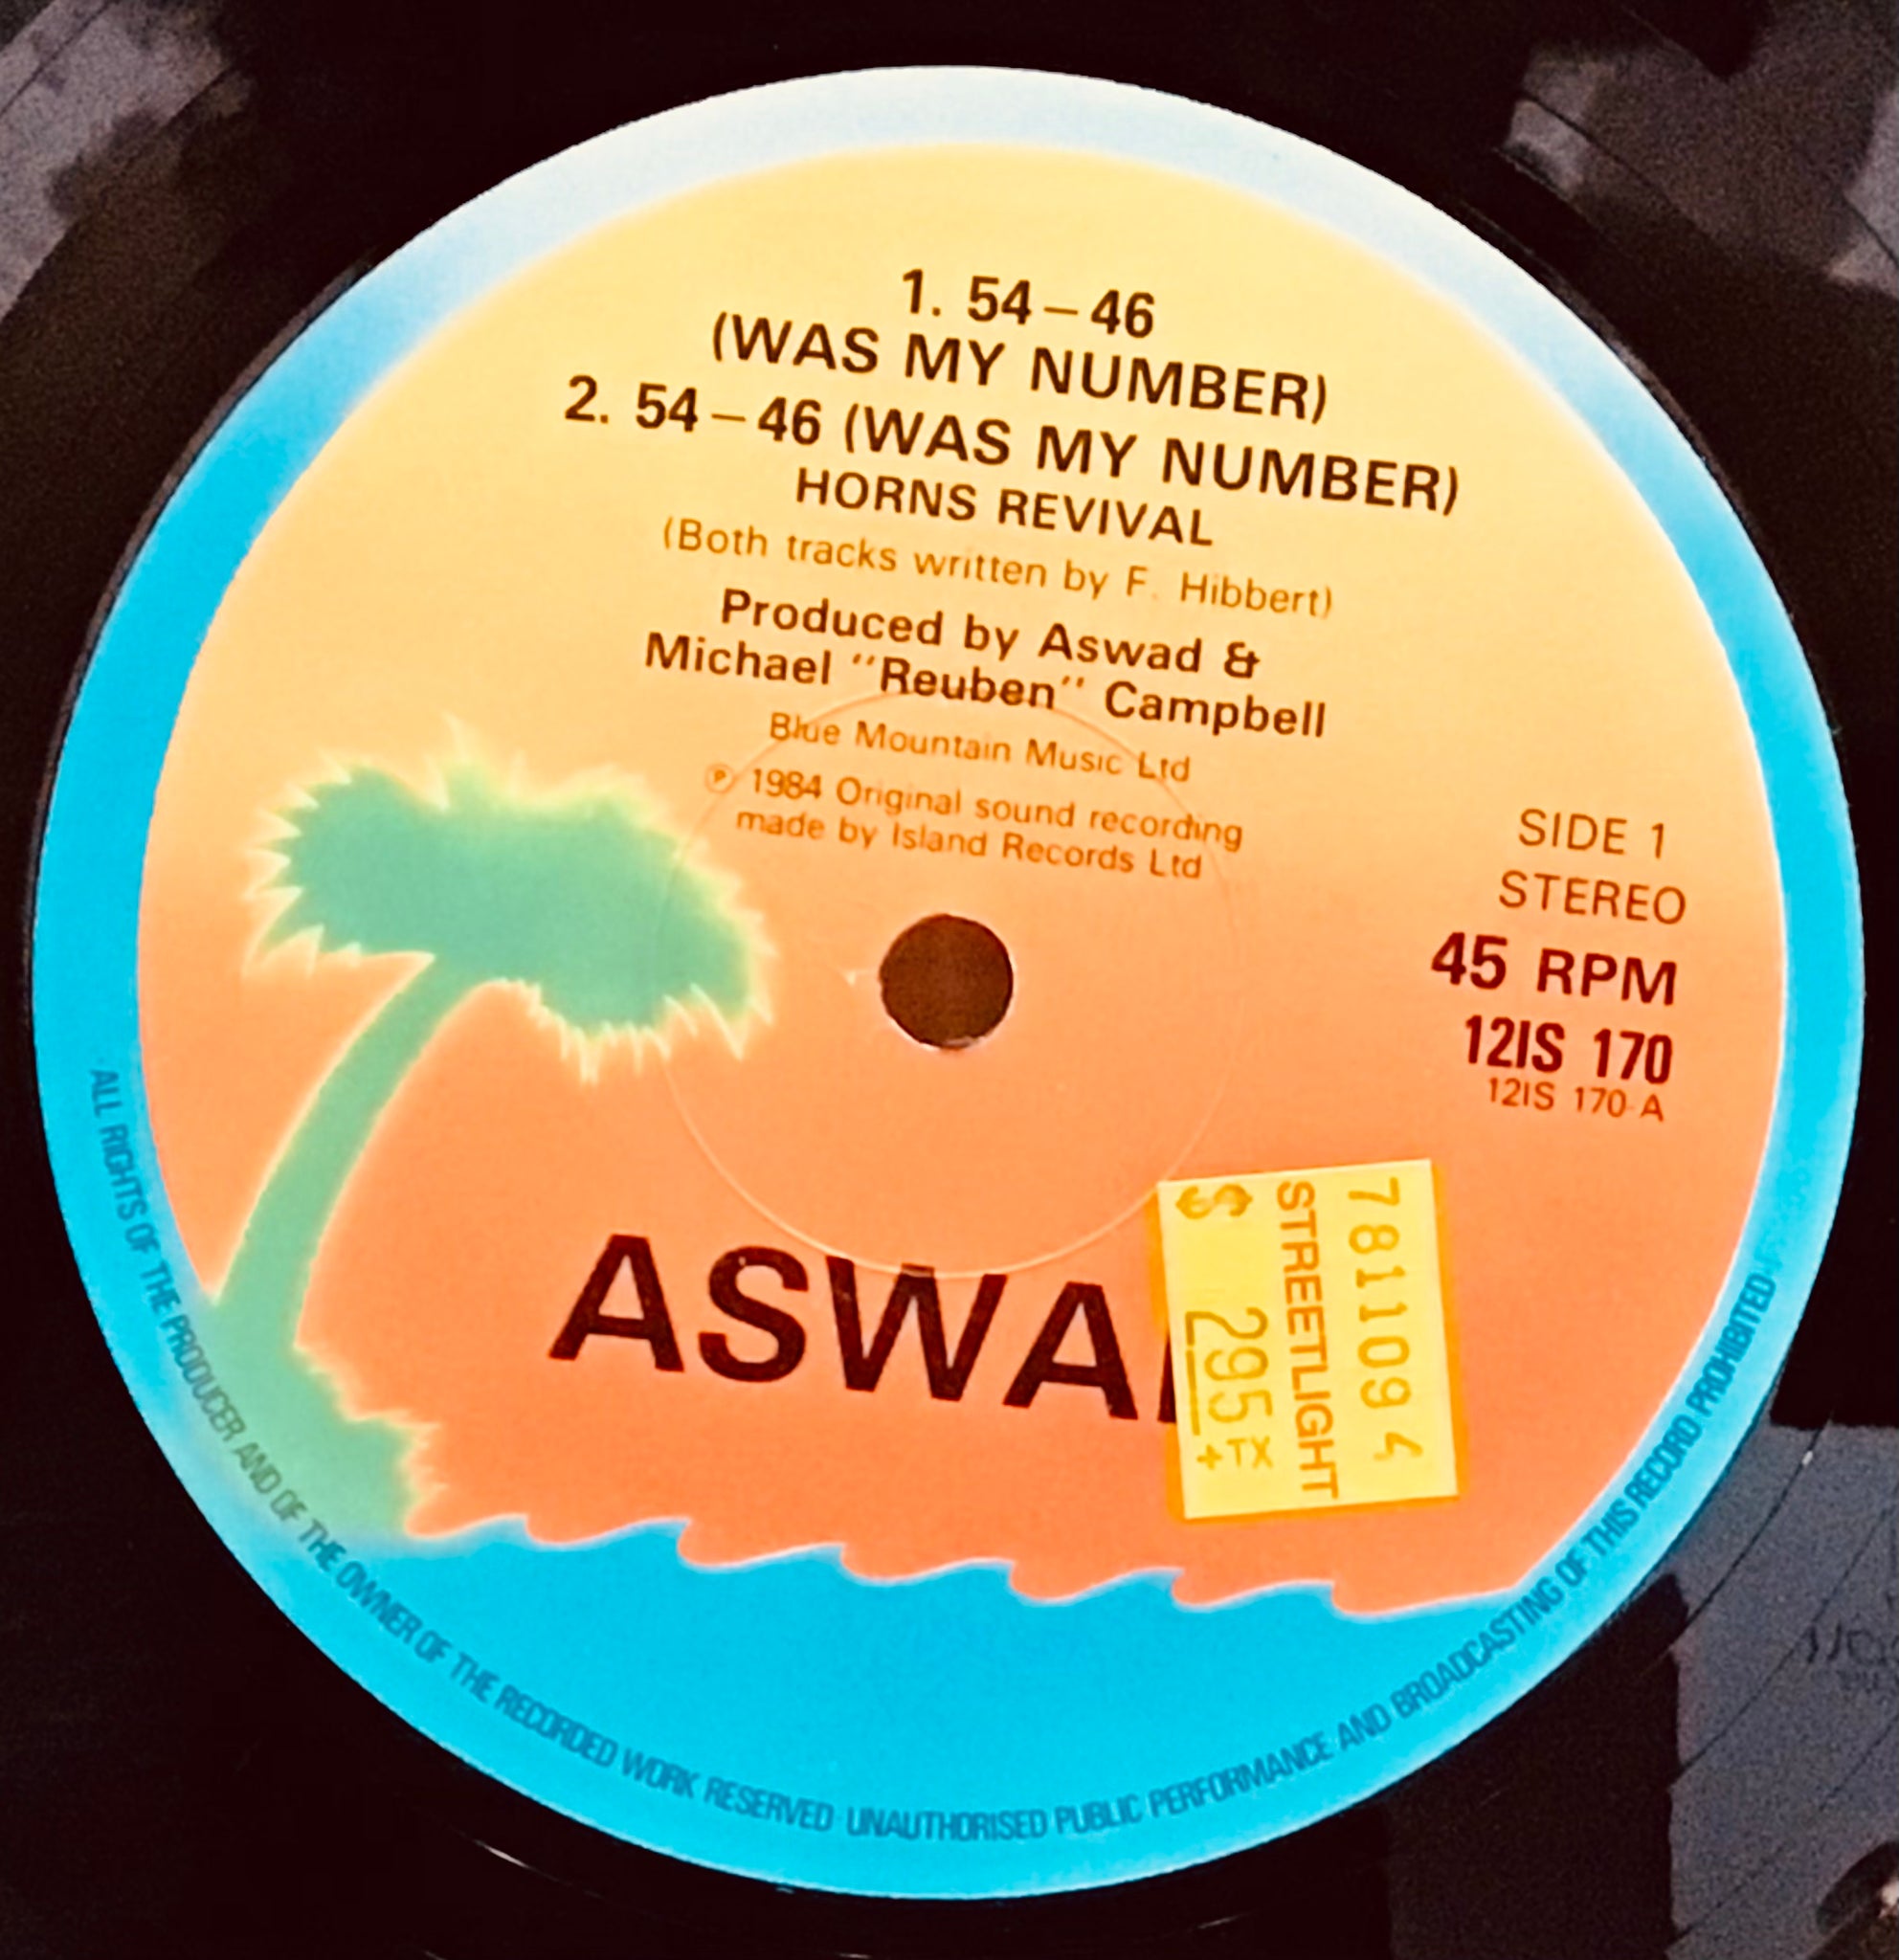 1. 54–46
(WAS MY NUMBER)
2. 54–46 (WAS MY NUMBER)
HORNS REVIVAL
(Both tracks written by F. Hibbert)
Produced by Aswad &
Michael "Reuben" Campbell
Blue Mountain Music Ltd
℗ 1984 Original sound recording
made by Island Records Ltd
SIDE 1
STEREO
45 RPM
12IS 170
12IS 170-A
ASWA
781109 4
STREETLIGHT
$ 2.95 +TX
ALL RIGHTS OF THE PRODUCER AND OF THE OWNER OF THE RECORDED WORK RESERVED UNAUTHORISED PUBLIC PERFORMANCE AND BROADCASTING OF THIS RECORD PROHIBITED